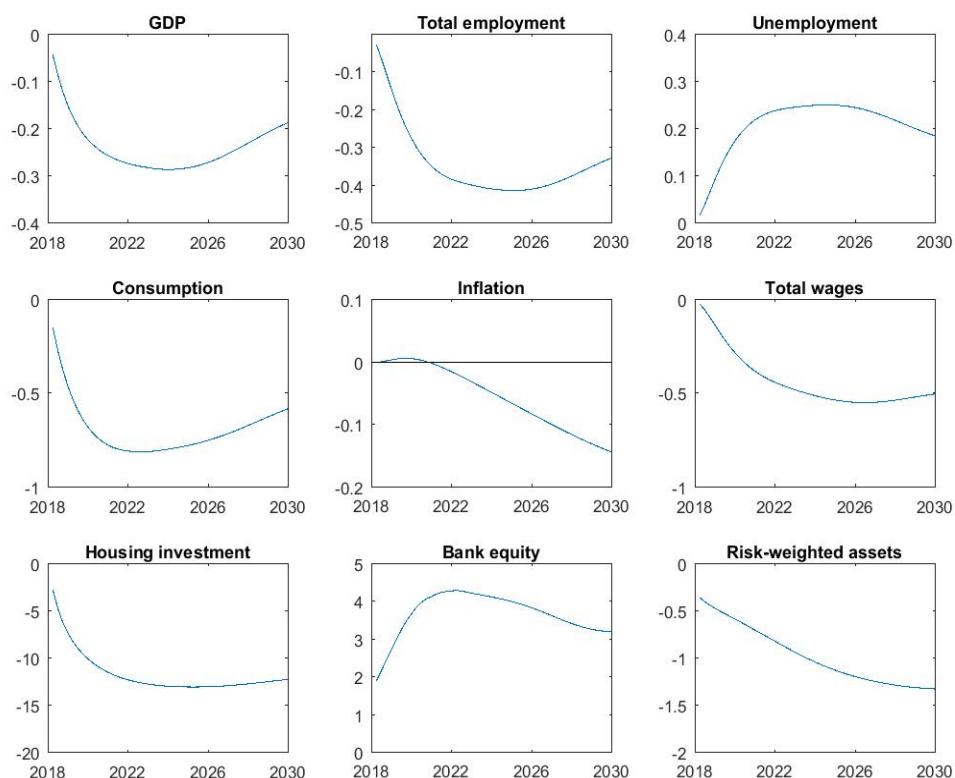 GDP
0
-0.1
-0.2
-0.3
-0.4
2018 2022 2026 2030
Total employment
-0.1
-0.2
-0.3
-0.4
-0.5
2018 2022 2026 2030
Unemployment
0.4
0.3
0.2
0.1
0
2018 2022 2026 2030
Consumption
0
-0.5
-1
2018 2022 2026 2030
Inflation
0.1
0
-0.1
-0.2
2018 2022 2026 2030
Total wages
0
-0.5
-1
2018 2022 2026 2030
Housing investment
0
-5
-10
-15
-20
2018 2022 2026 2030
Bank equity
5
4
3
2
1
0
2018 2022 2026 2030
Risk-weighted assets
0
-0.5
-1
-1.5
-2
2018 2022 2026 2030